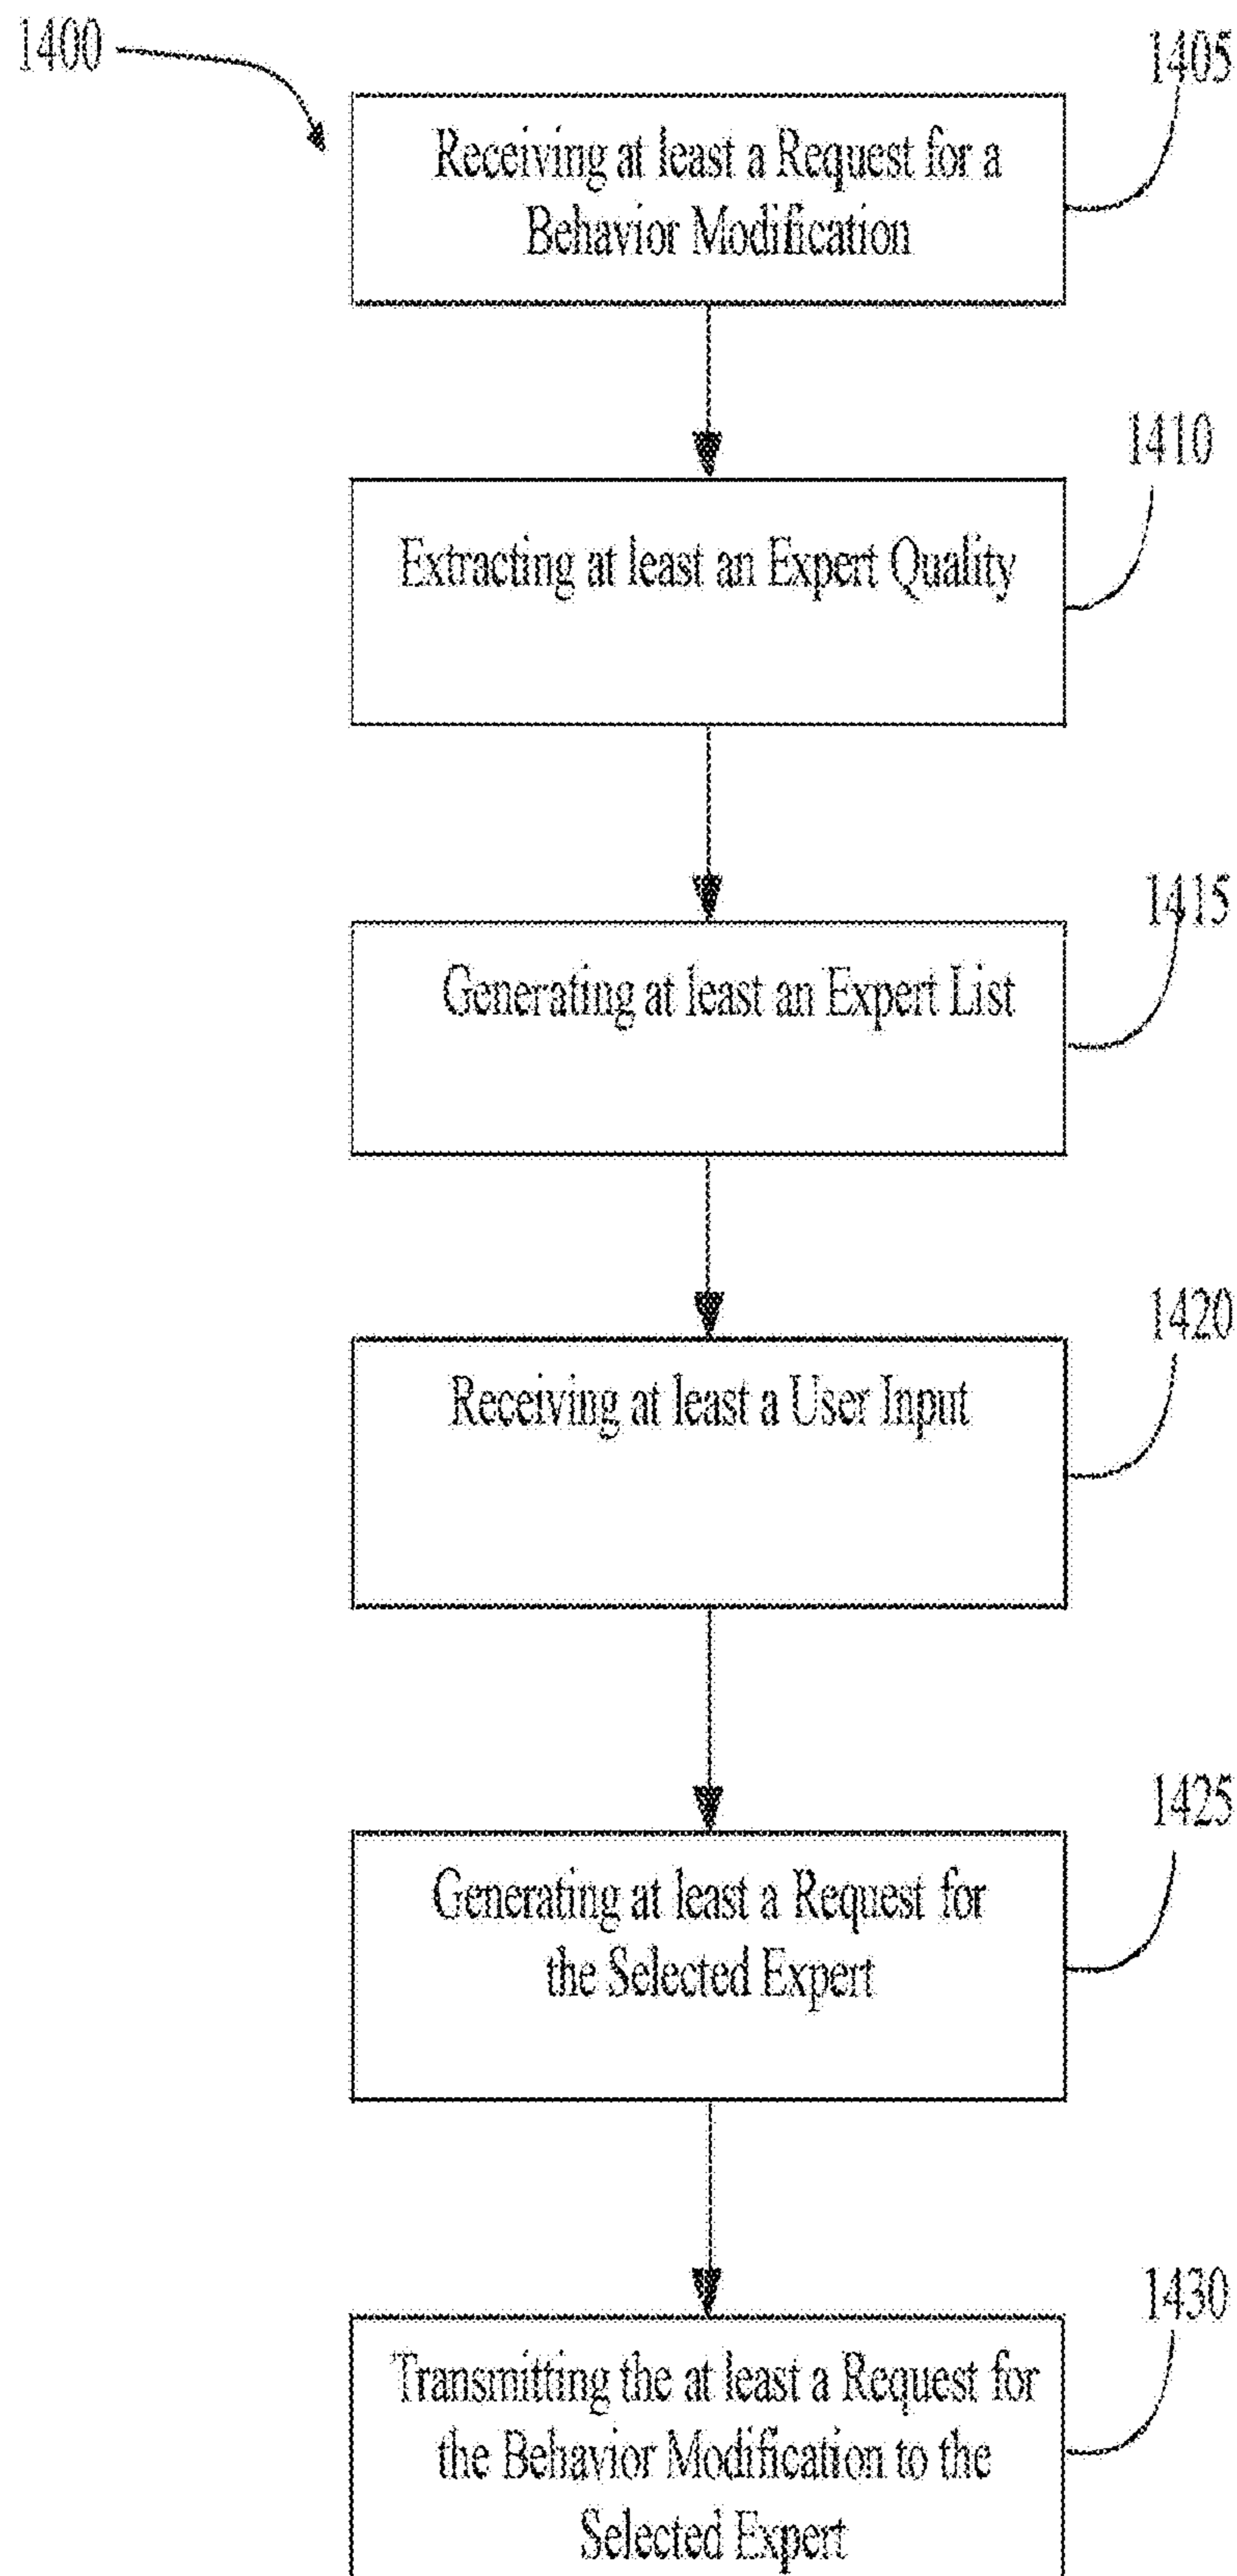 1400
1405
Receiving at least a Request for a
Behavior Modification
1410
Extracting at least an Expert Quality
1415
Generating at least an Expert List
1420
Receiving at least a User Input
1425
Generating at least a Request for
the Selected Expert
1430
Transmitting the at least a Request for
the Behavior Modification to the
Selected Expert